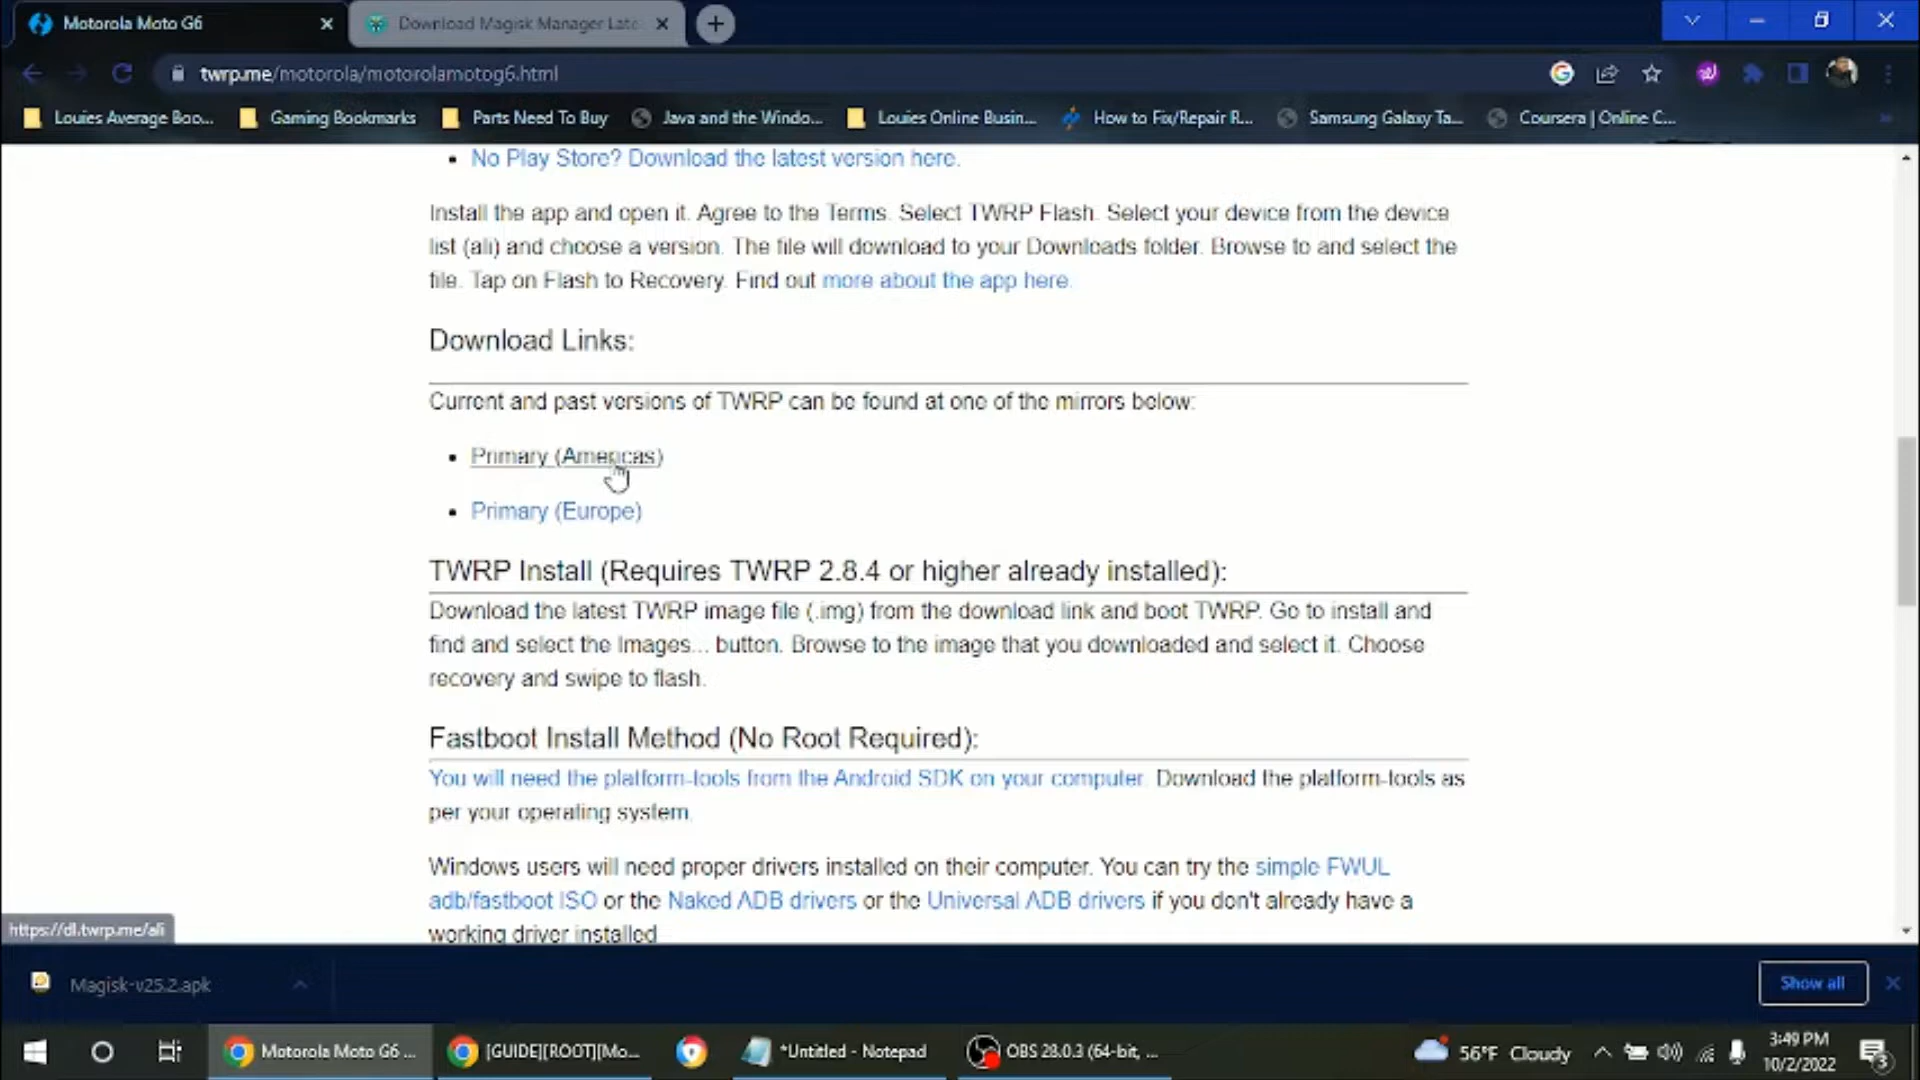 Motorola Moto G6
Download Magisk Manager Late
twrp.me/motorola/motorolamotog6.html
Louies Average Boo...
Gaming Bookmarks
Parts Need To Buy
Java and the Windo...
Louies Online Busin...
How to Fix/Repair R...
Samsung Galaxy Ta...
Coursera | Online C...
No Play Store? Download the latest version here.
Install the app and open it. Agree to the Terms. Select TWRP Flash. Select your device from the device
list (ali) and choose a version. The file will download to your Downloads folder. Browse to and select the
file. Tap on Flash to Recovery. Find out more about the app here.
Download Links:
Current and past versions of TWRP can be found at one of the mirrors below:
Primary (Americas)
Primary (Europe)
TWRP Install (Requires TWRP 2.8.4 or higher already installed):
Download the latest TWRP image file (.img) from the download link and boot TWRP. Go to install and
find and select the Images... button. Browse to the image that you downloaded and select it. Choose
recovery and swipe to flash.
Fastboot Install Method (No Root Required):
You will need the platform-tools from the Android SDK on your computer. Download the platform-tools as
per your operating system.
Windows users will need proper drivers installed on their computer. You can try the simple FWUL
adb/fastboot ISO or the Naked ADB drivers or the Universal ADB drivers if you don't already have a
working driver installed
https://dl.twrp.me/ali
Magisk-v25.2.apk
Show all
Motorola Moto G6 ...
[GUIDE][ROOT][Mo...
*Untitled - Notepad
OBS 28.0.3 (64-bit, ...
56°F Cloudy
3:49 PM
10/2/2022
3